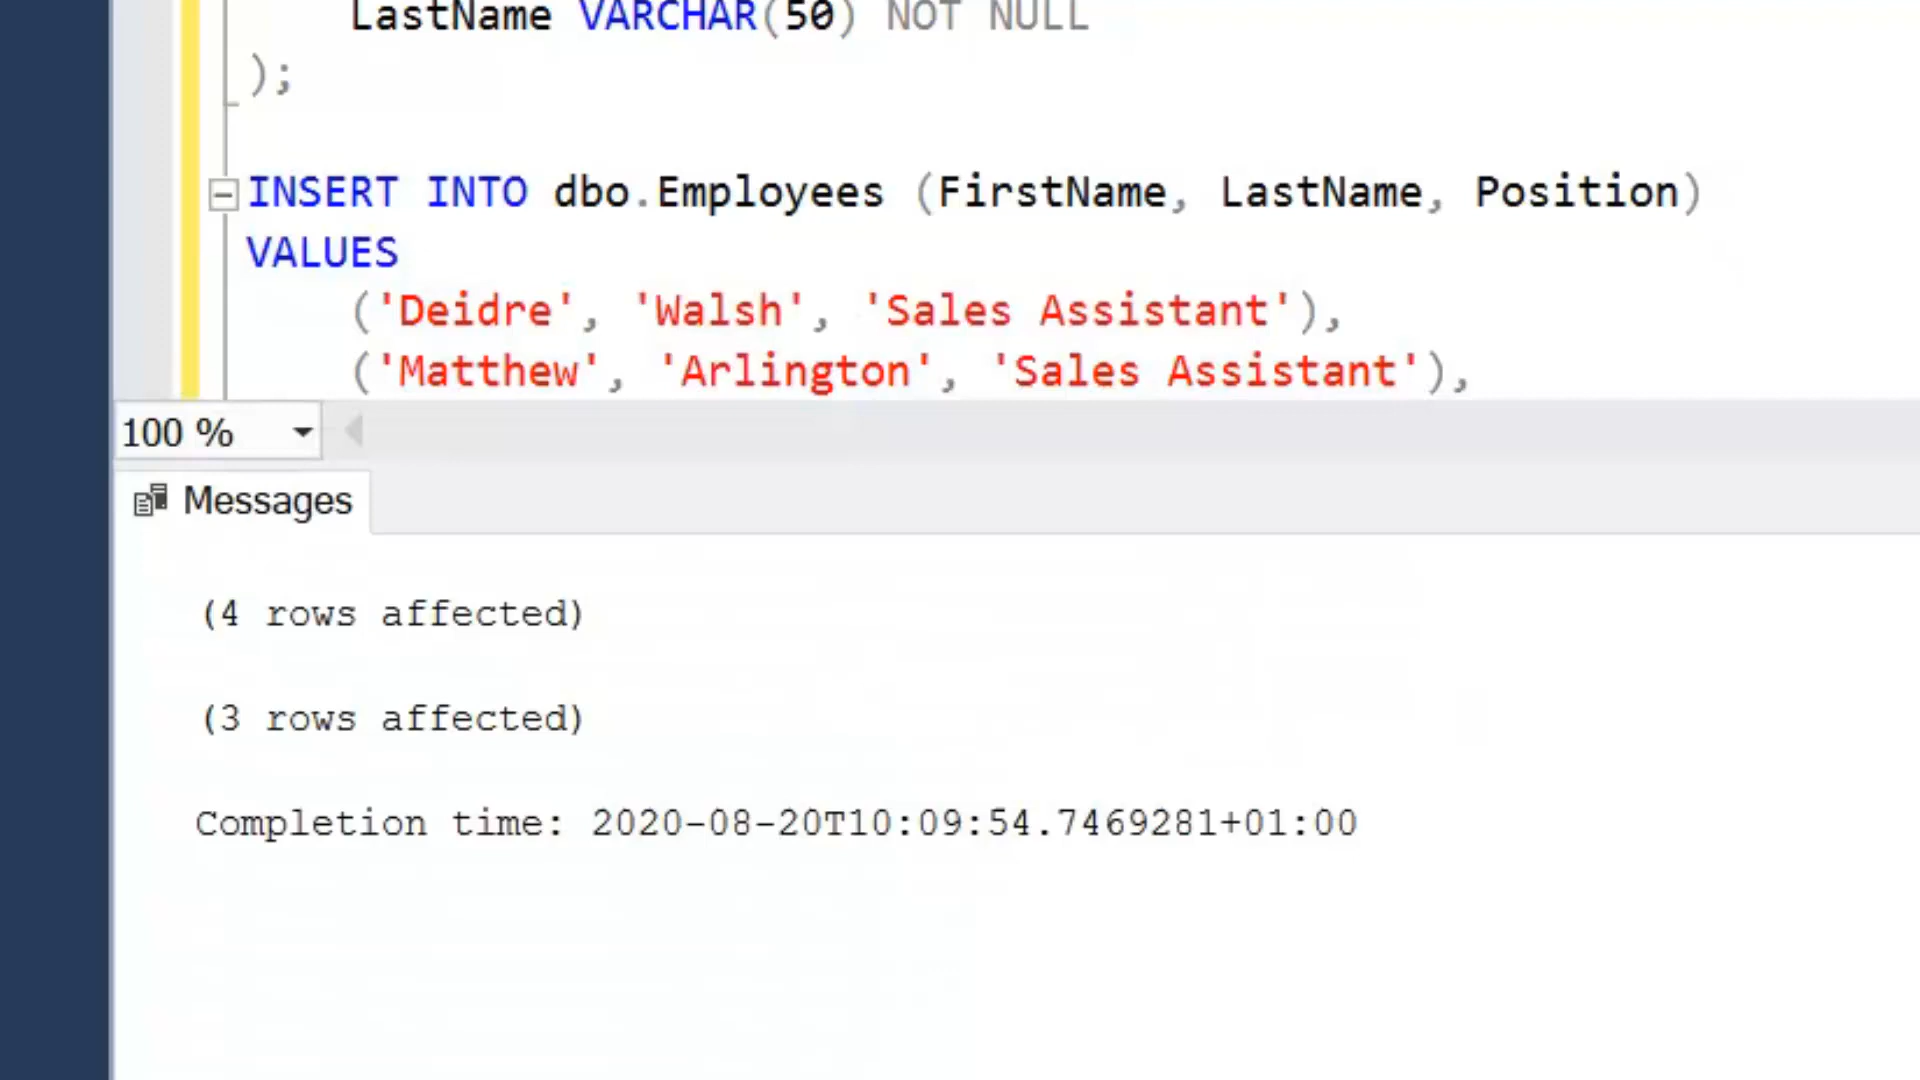 LastName VARCHAR(50) NOT NULL
);
INSERT INTO dbo.Employees (FirstName, LastName, Position)
VALUES
('Deidre', 'Walsh', 'Sales Assistant'),
('Matthew', 'Arlington', 'Sales Assistant'),
100 %
Messages
(4 rows affected)
(3 rows affected)
Completion time: 2020-08-20T10:09:54.7469281+01:00